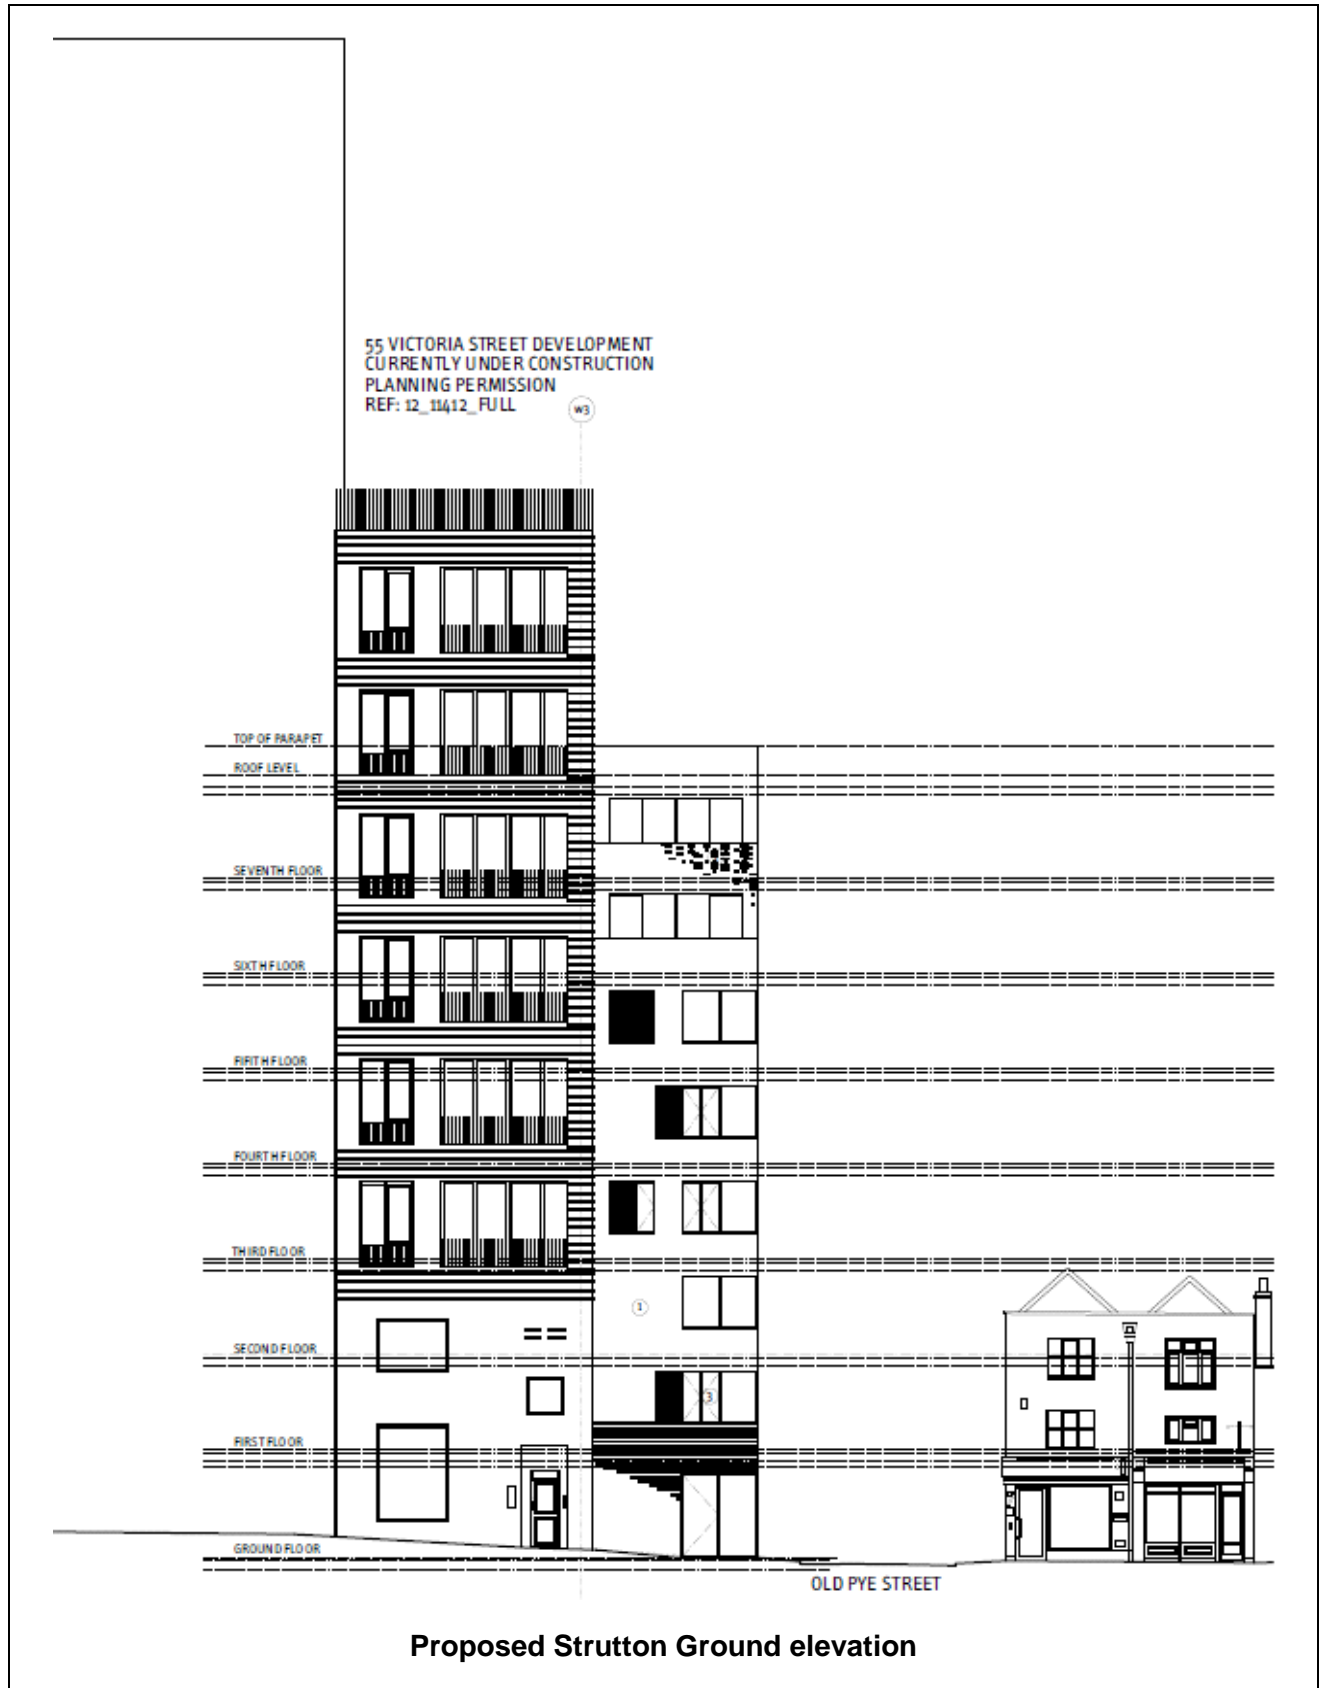 55 VICTORIA STREET DEVELOPMENT
CURRENTLY UNDER CONSTRUCTION
PLANNING PERMISSION
REF: 12_11412_FULL
W3
TOP OF PARAPET
ROOF LEVEL
SEVENTH FLOOR
SIXTH FLOOR
FIFITH FLOOR
FOURTH FLOOR
THIRD FLOOR
1
SECOND FLOOR
3
FIRST FLOOR
GROUND FLOOR
OLD PYE STREET
Proposed Strutton Ground elevation